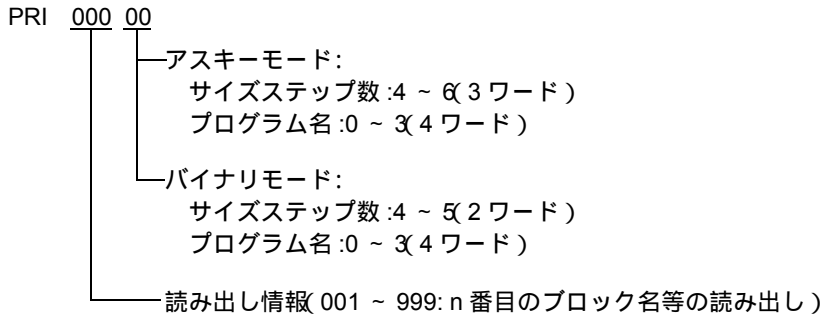 PRI 000 00
アスキーモード:
サイズステップ数:4 ~ 6(3ワード)
プログラム名:0 ~ 3(4ワード)
バイナリモード:
サイズステップ数:4 ~ 5(2ワード)
プログラム名:0 ~ 3(4ワード)
読み出し情報(001 ~ 999: n番目のブロック名等の読み出し)